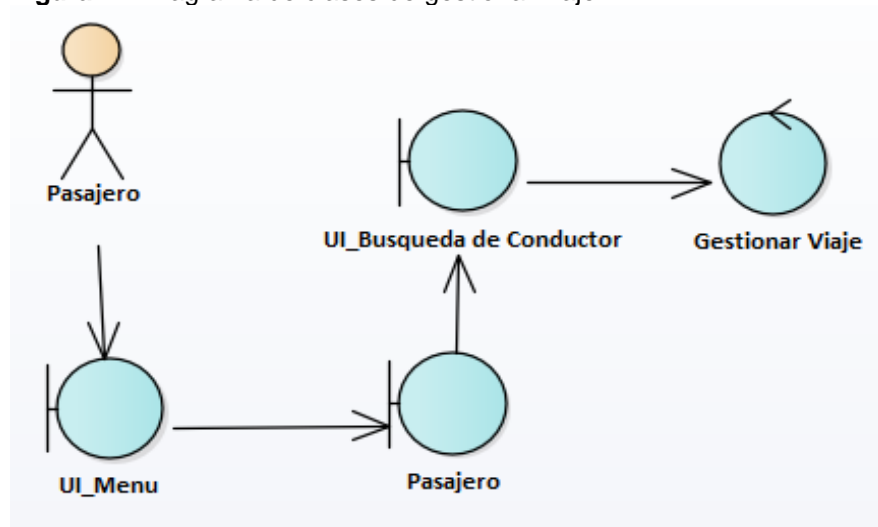 Pasajero
UI_Busqueda de Conductor
Gestionar Viaje
UI_Menu
Pasajero